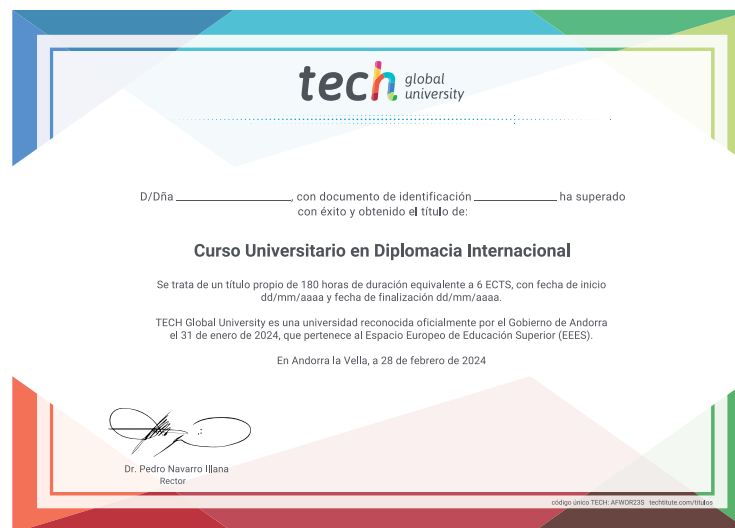 tech global university
D/Dña ____________, con documento de identificación ____________ ha superado
con éxito y obtenido el título de:
Curso Universitario en Diplomacia Internacional
Se trata de un título propio de 180 horas de duración equivalente a 6 ECTS, con fecha de inicio
dd/mm/aaaa y fecha de finalización dd/mm/aaaa.
TECH Global University es una universidad reconocida oficialmente por el Gobierno de Andorra
el 31 de enero de 2024, que pertenece al Espacio Europeo de Educación Superior (EEES).
En Andorra la Vella, a 28 de febrero de 2024
Dr. Pedro Navarro Illana
Rector
código único TECH: AFWOR23S techtitute.com/titulos